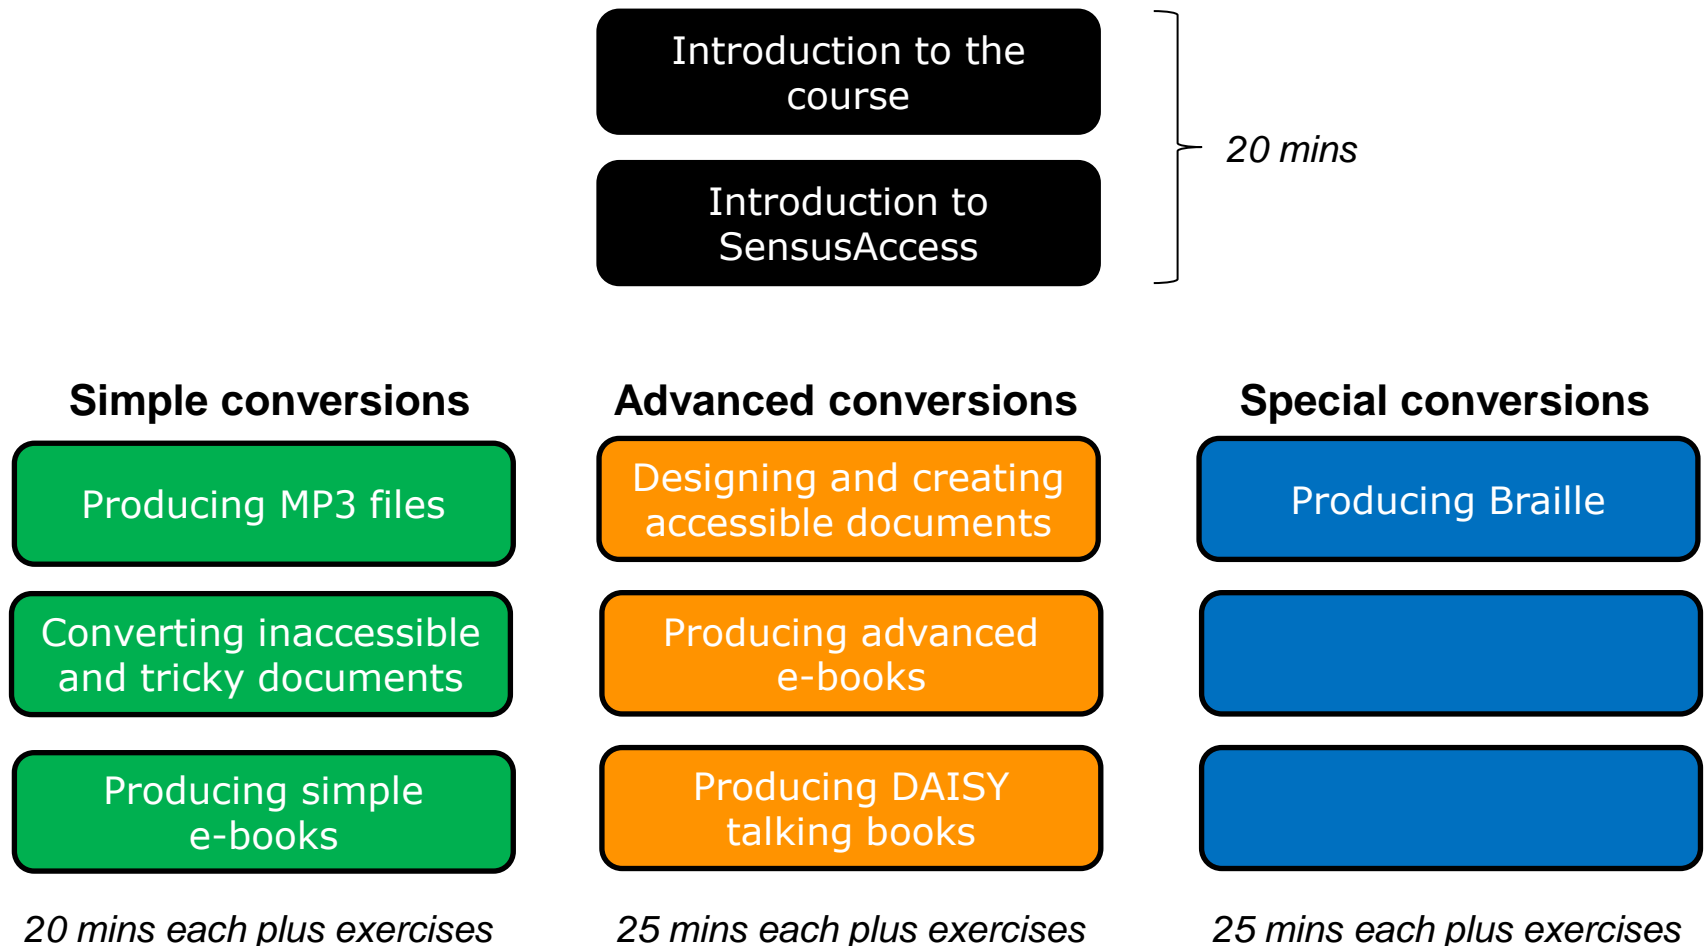 Introduction to the
course
Introduction to
SensusAccess
20 mins
Simple conversions
Producing MP3 files
Converting inaccessible
and tricky documents
Producing simple
e-books
20 mins each plus exercises
Advanced conversions
Designing and creating
accessible documents
Producing advanced
e-books
Producing DAISY
talking books
25 mins each plus exercises
Special conversions
Producing Braille
25 mins each plus exercises